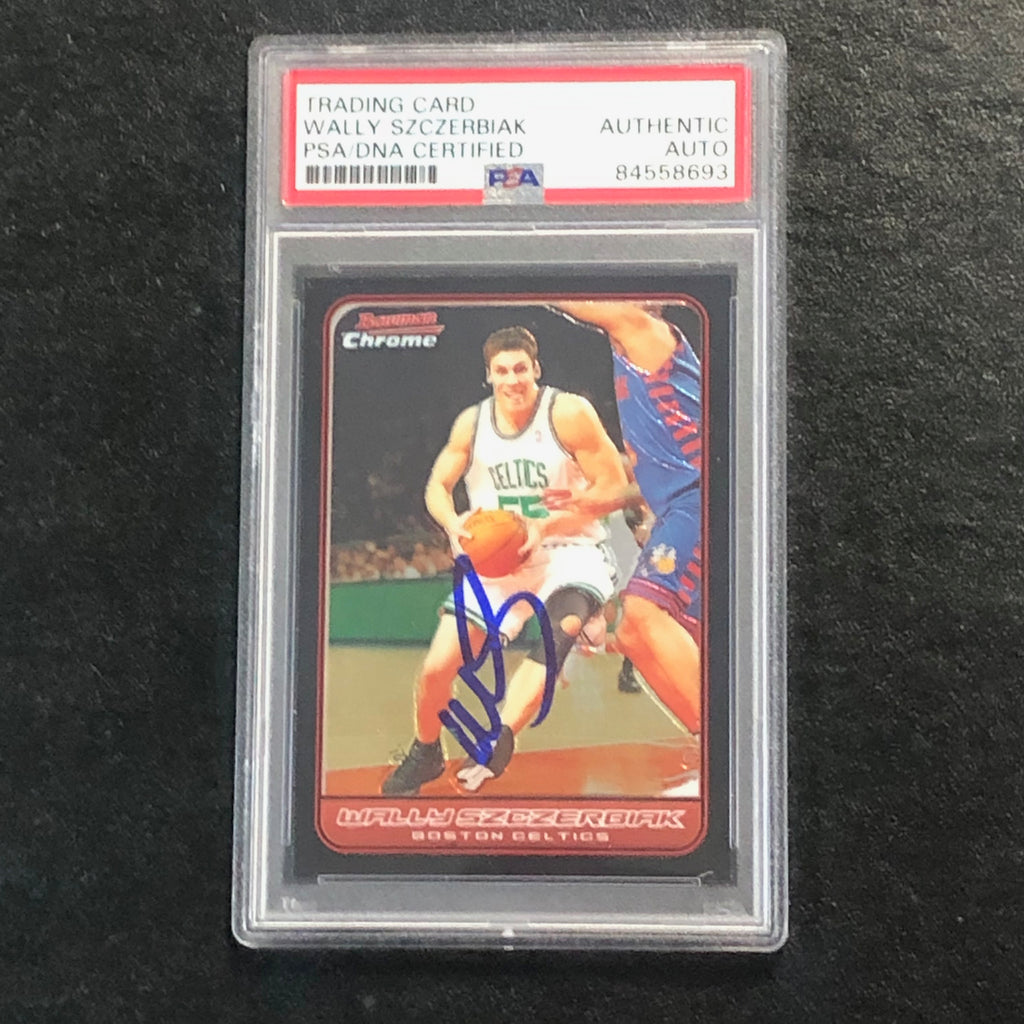 TRADING CARD
WALLY SZCZERBIAK
PSA/DNA CERTIFIED
AUTHENTIC
AUTO
84558693
PSA
Bowman
Chrome
CELTICS
55
WALLY SZCZERBIAK
BOSTON CELTICS